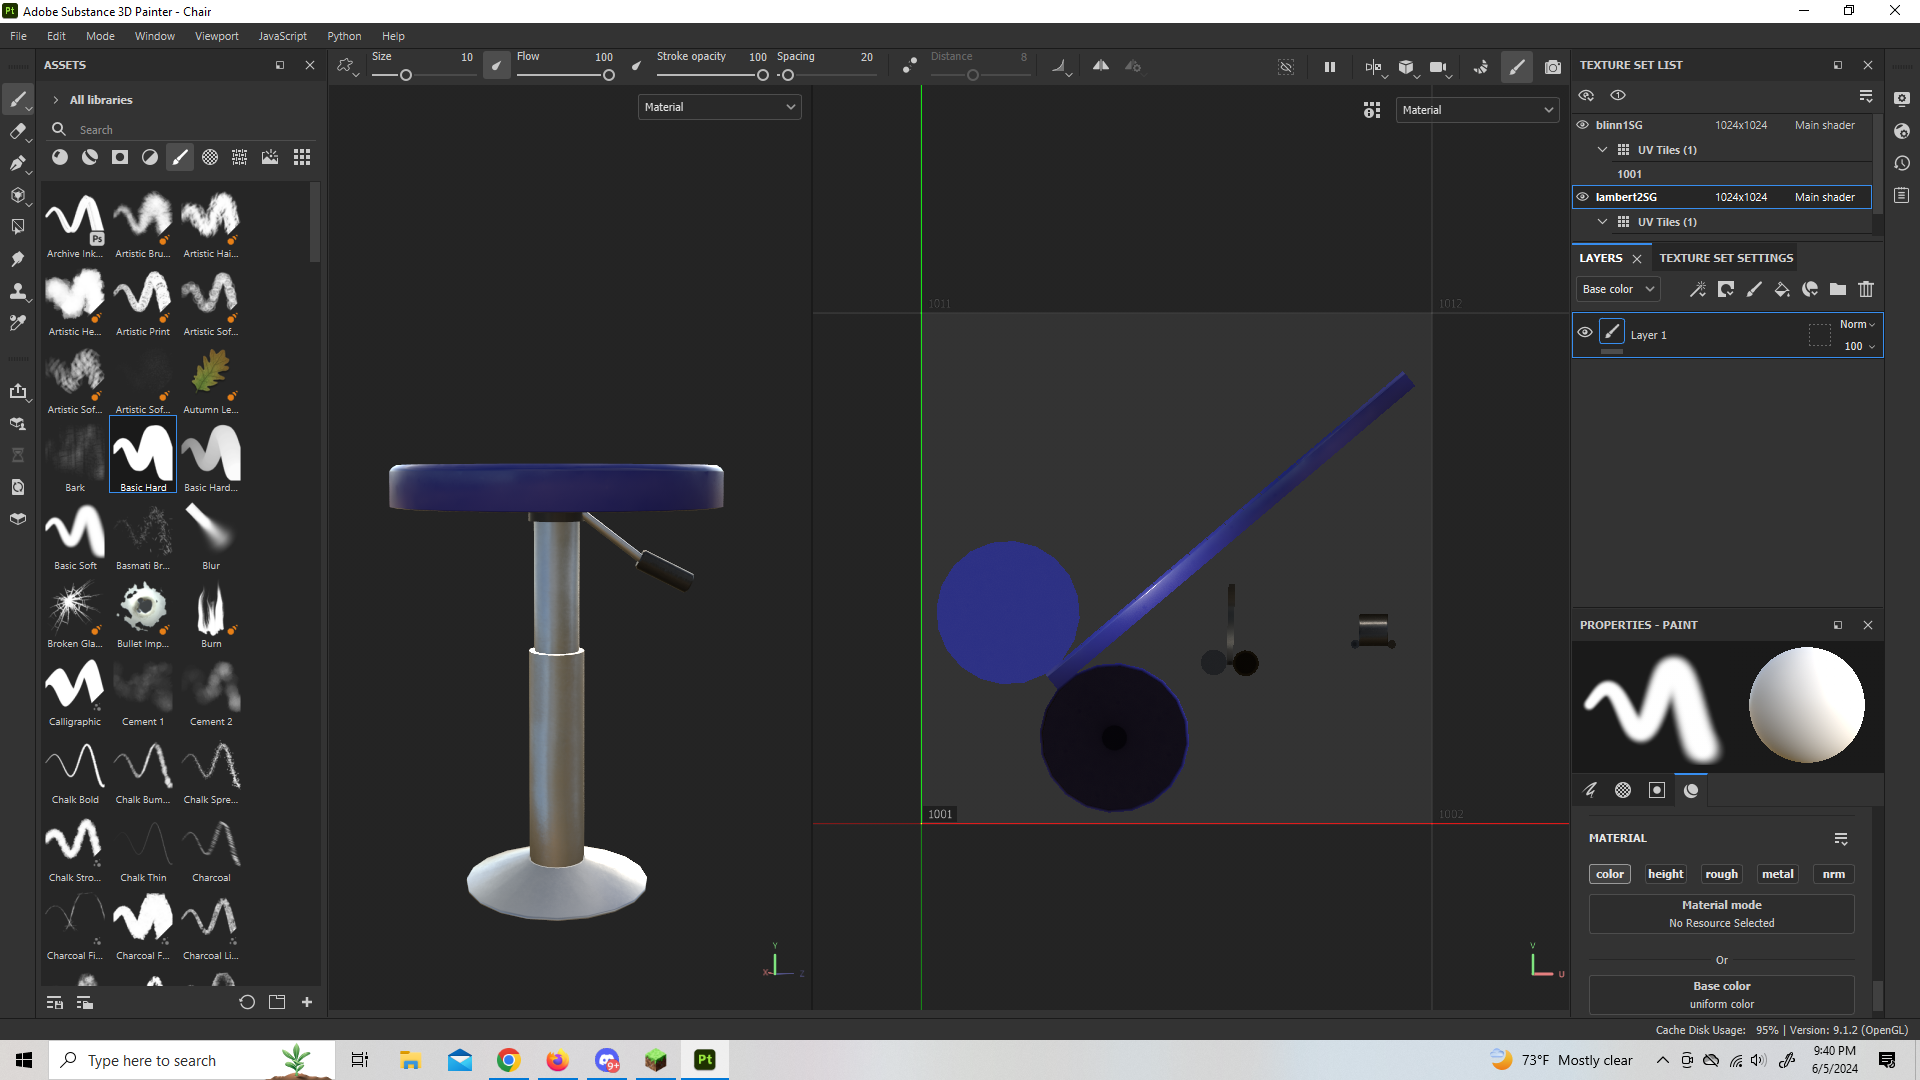 Adobe Substance 3D Painter - Chair
File Edit Mode Window Viewport JavaScript Python Help
ASSETS
All libraries
Search
Archive Ink... Artistic Bru... Artistic Hai...
Artistic He... Artistic Print Artistic Sof...
Artistic Sof... Artistic Sof... Autumn Le...
Bark Basic Hard Basic Hard...
Basic Soft Basmati Br... Blur
Broken Gla... Bullet Imp... Burn
Calligraphic Cement 1 Cement 2
Chalk Bold Chalk Bum... Chalk Spre...
Chalk Stro... Chalk Thin Charcoal
Charcoal Fi... Charcoal F... Charcoal Li...
Size 10 Flow 100 Stroke opacity 100 Spacing 20 Distance 8
Material
Material
1011
1012
1001
1002
Y
X
Z
V
U
TEXTURE SET LIST
blinn1SG 1024x1024 Main shader
UV Tiles (1)
1001
lambert2SG 1024x1024 Main shader
UV Tiles (1)
LAYERS TEXTURE SET SETTINGS
Base color
Layer 1 Norm
100
PROPERTIES - PAINT
MATERIAL
color height rough metal nrm
Material mode
No Resource Selected
Or
Base color
uniform color
Cache Disk Usage: 95% | Version: 9.1.2 (OpenGL)
Type here to search
9+
Pt
73°F Mostly clear
9:40 PM
6/5/2024